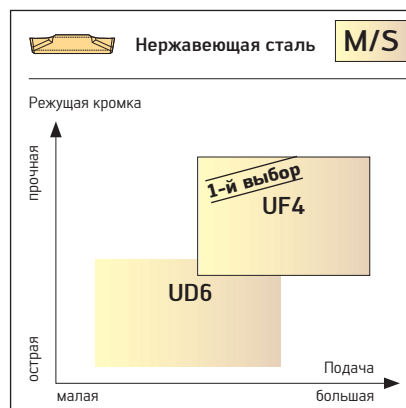 Нержавеющая сталь
M/S
Режущая кромка
прочная
1-й выбор
UF4
UD6
острая
Подача
малая
большая